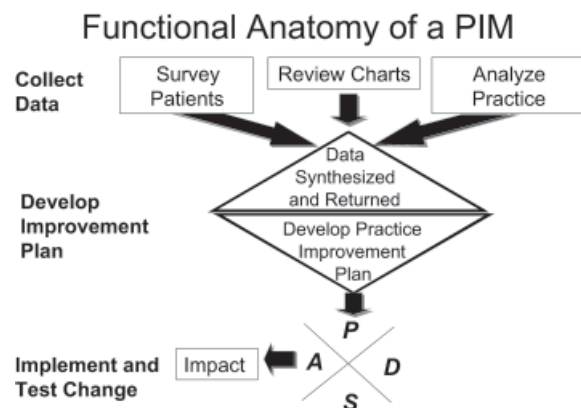 Functional Anatomy of a PIM
Collect
Data
Survey
Patients
Review Charts
Analyze
Practice
Data
Synthesized
and Returned
Develop
Improvement
Plan
Develop Practice
Improvement
Plan
P
A
D
S
Impact
Implement and
Test Change